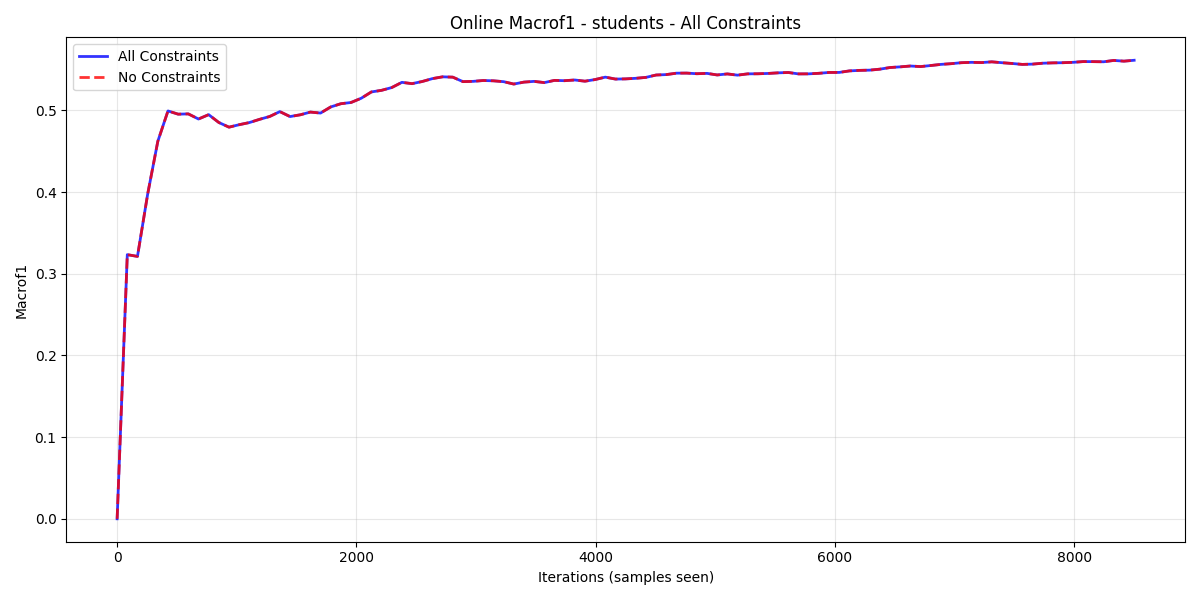 Online Macrof1 - students - All Constraints
All Constraints
No Constraints
Macrof1
0.5
0.4
0.3
0.2
0.1
0.0
0 2000 4000 6000 8000
Iterations (samples seen)